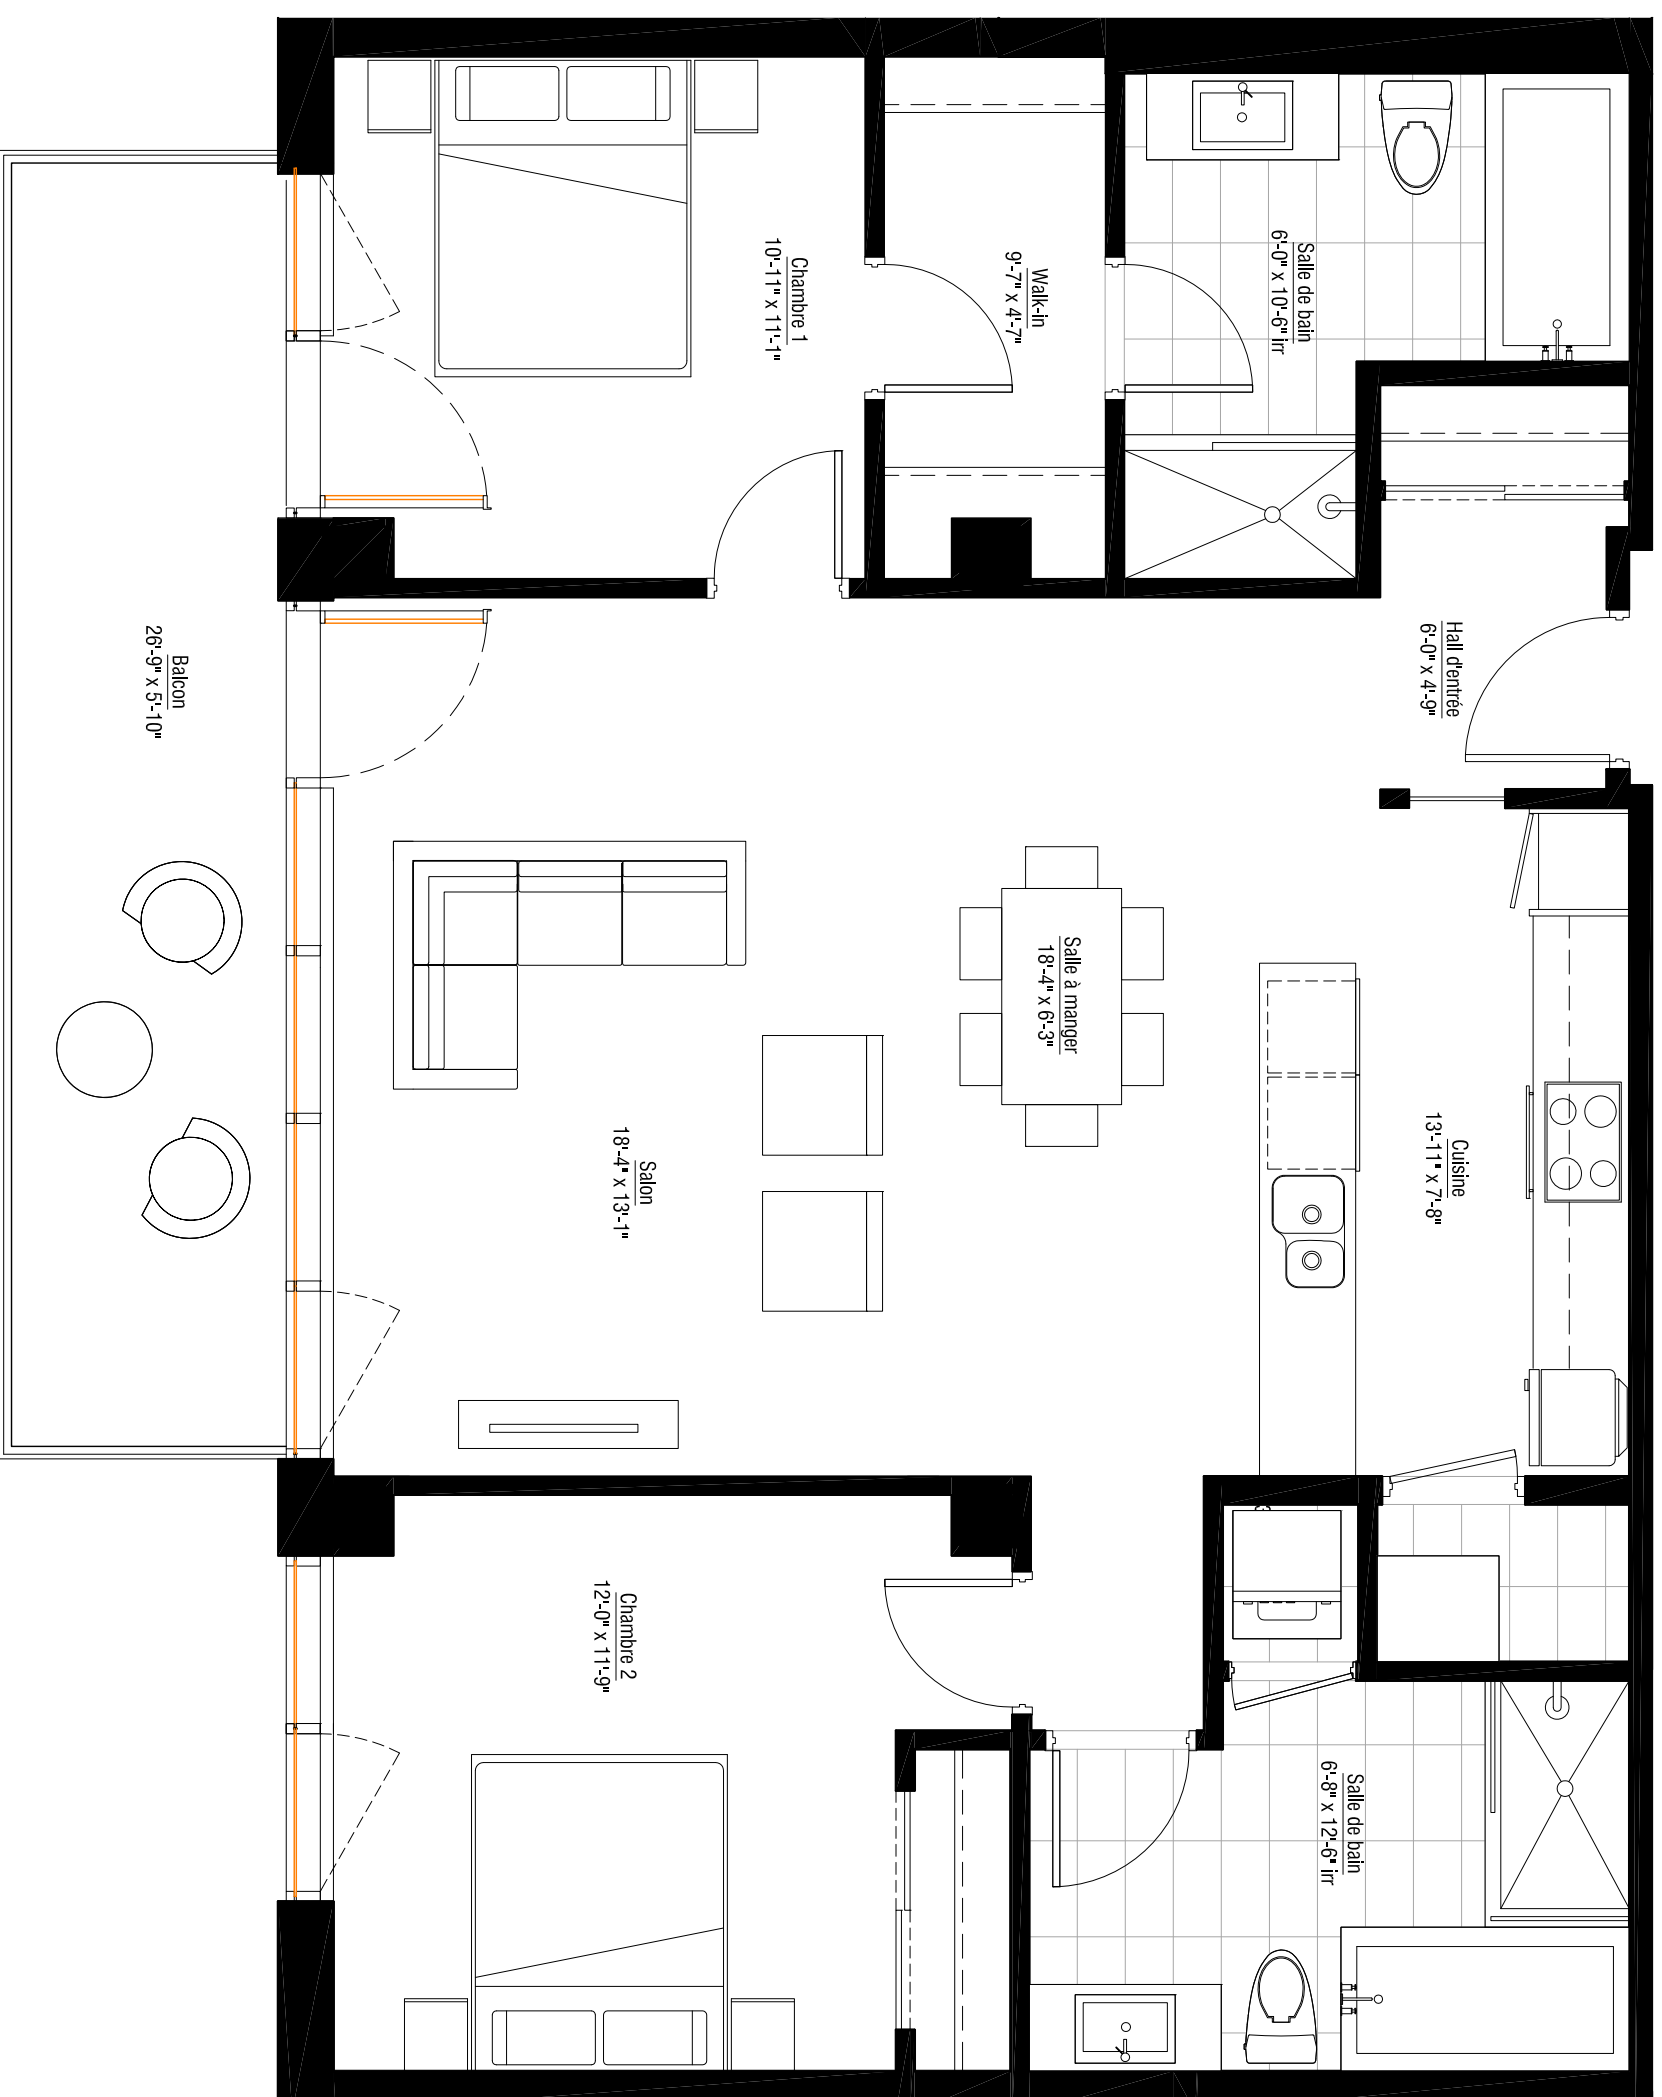 Salle de bain
6'-0" x 10'-6" irr
Walk-in
9'-7" x 4'-7"
Chambre 1
10'-11" x 11'-1"
Hall d'entrée
6'-0" x 4'-9"
Balcon
26'-9" x 5'-10"
Salle à manger
18'-4" x 6'-3"
Cuisine
13'-11" x 7'-8"
Salon
18'-4" x 13'-1"
Chambre 2
12'-0" x 11'-9"
Salle de bain
6'-8" x 12'-6" irr